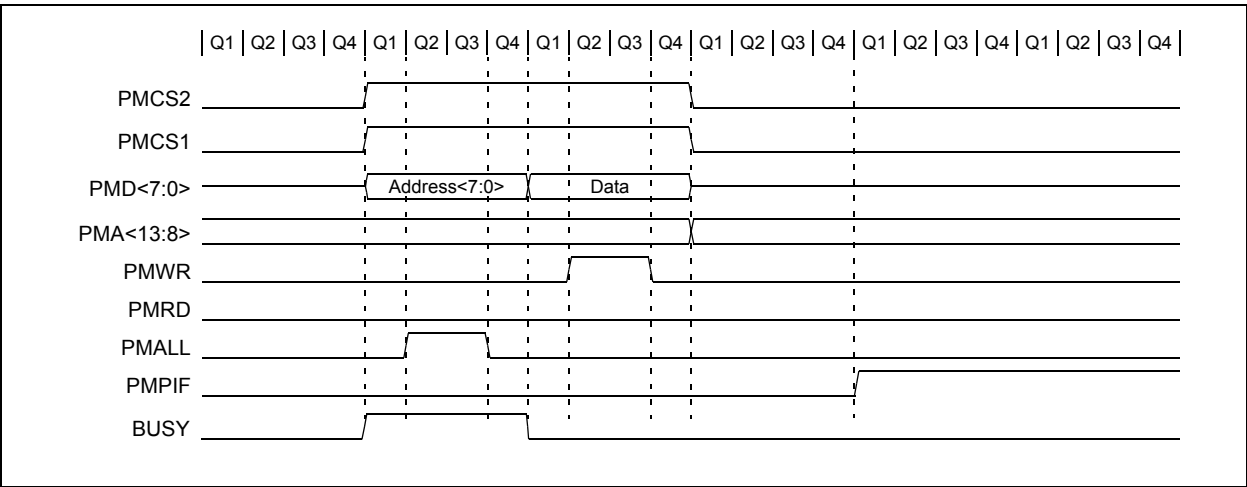 Q1 Q2 Q3 Q4 Q1 Q2 Q3 Q4 Q1 Q2 Q3 Q4 Q1 Q2 Q3 Q4 Q1 Q2 Q3 Q4 Q1 Q2 Q3 Q4
PMCS2
PMCS1
PMD<7:0> Address<7:0> Data
PMA<13:8>
PMWR
PMRD
PMALL
PMPIF
BUSY